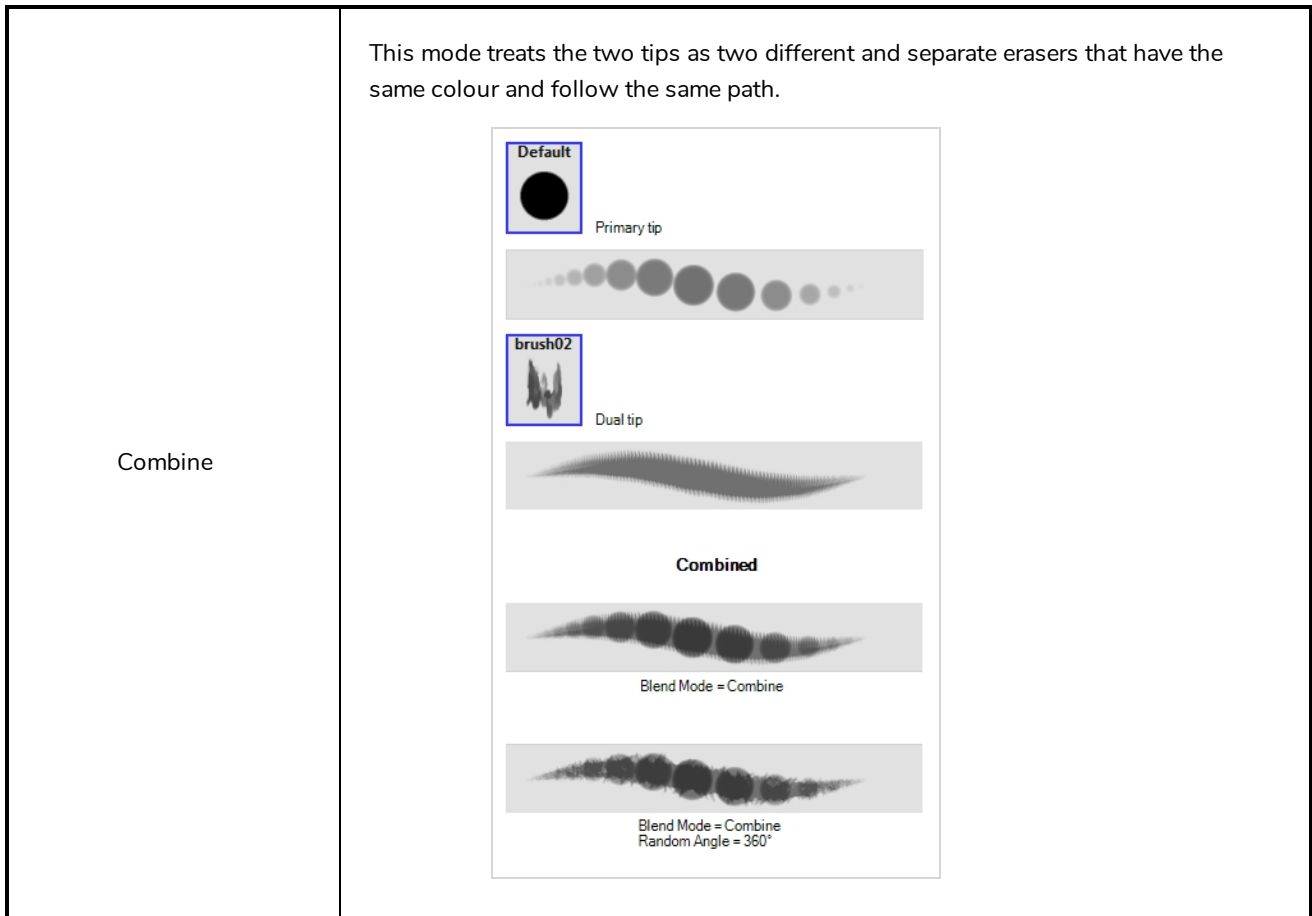 This mode treats the two tips as two different and separate erasers that have the
same colour and follow the same path.
Default
Primary tip
brush02
Dual tip
Combine
Combined
Blend Mode = Combine
Blend Mode = Combine
Random Angle = 360°